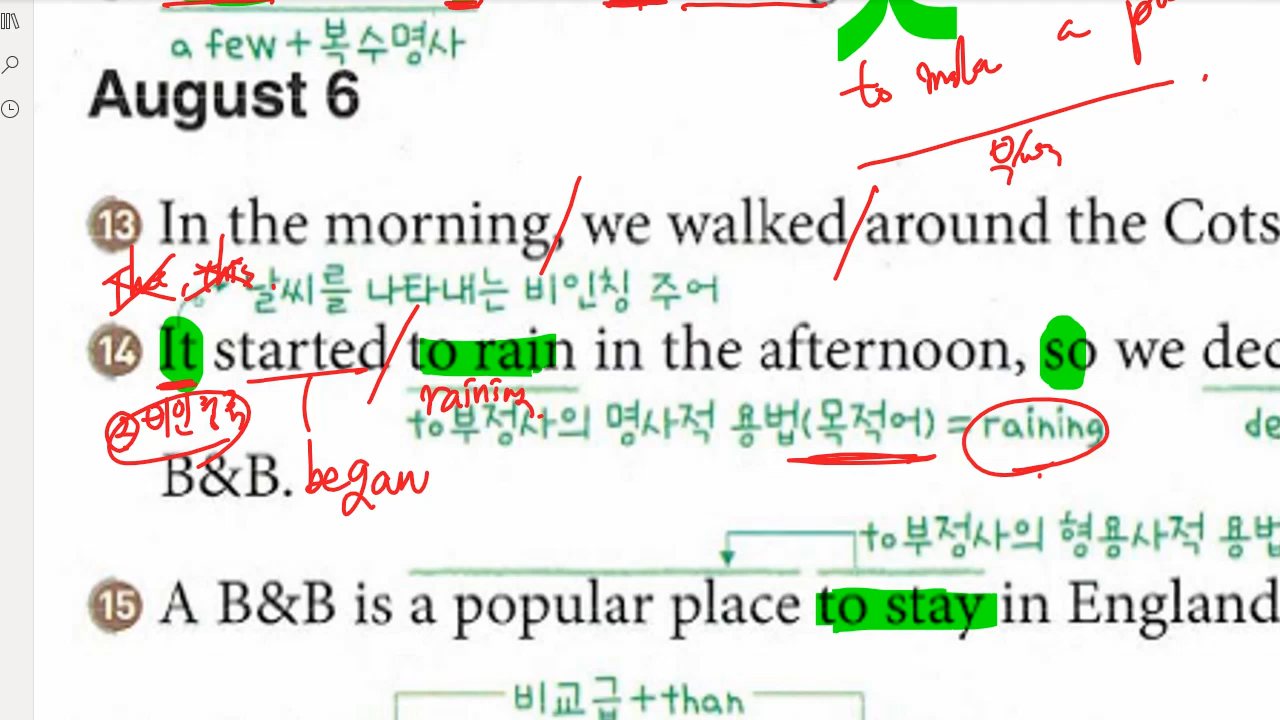 a few + 복수명사
a
to make
August 6
13 In the morning, we walked around the Cots
the, this.
날씨를 나타내는 비인칭 주어
14 It started to rain in the afternoon, so we dec
raining.
비인칭주
to부정사의 명사적 용법(목적어) = raining
de
B&B.
began
to부정사의 형용사적 용법
15 A B&B is a popular place to stay in England
비교급 + than